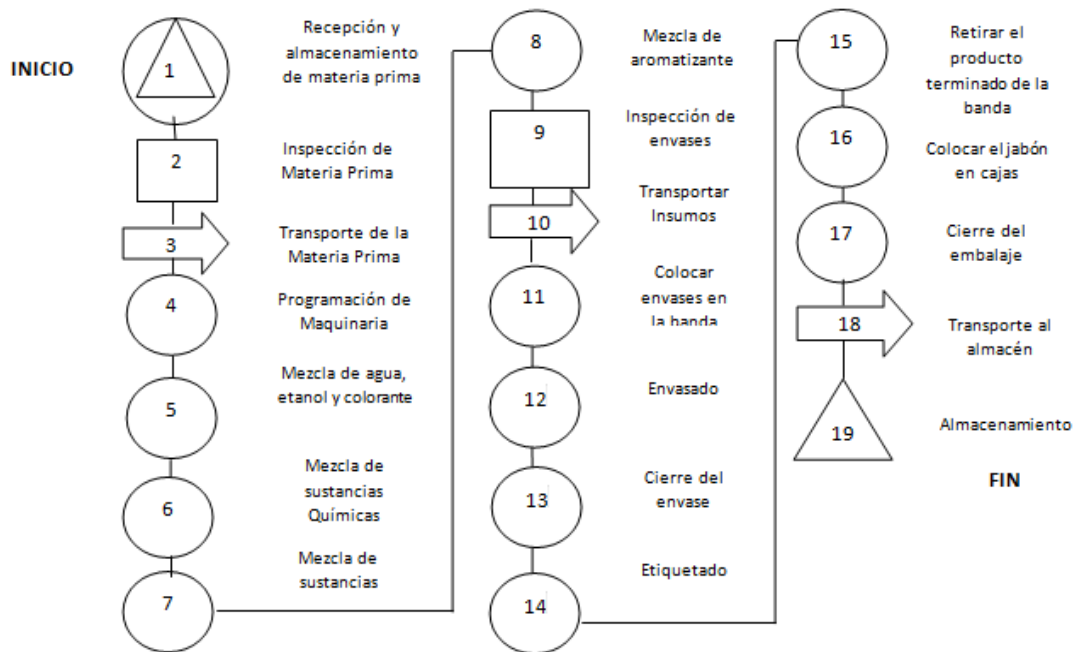 INICIO
1
Recepción y
almacenamiento
de materia prima
2
Inspección de
Materia Prima
3
Transporte de la
Materia Prima
4
Programación de
Maquinaria
5
Mezcla de agua,
etanol y colorante
6
Mezcla de
sustancias
Químicas
7
Mezcla de
sustancias
8
Mezcla de
aromatizante
9
Inspección de
envases
10
Transportar
Insumos
11
Colocar
envases en
la banda
12
Envasado
13
Cierre del
envase
14
Etiquetado
15
Retirar el
producto
terminado de la
banda
16
Colocar el jabón
en cajas
17
Cierre del
embalaje
18
Transporte al
almacén
19
Almacenamiento
FIN